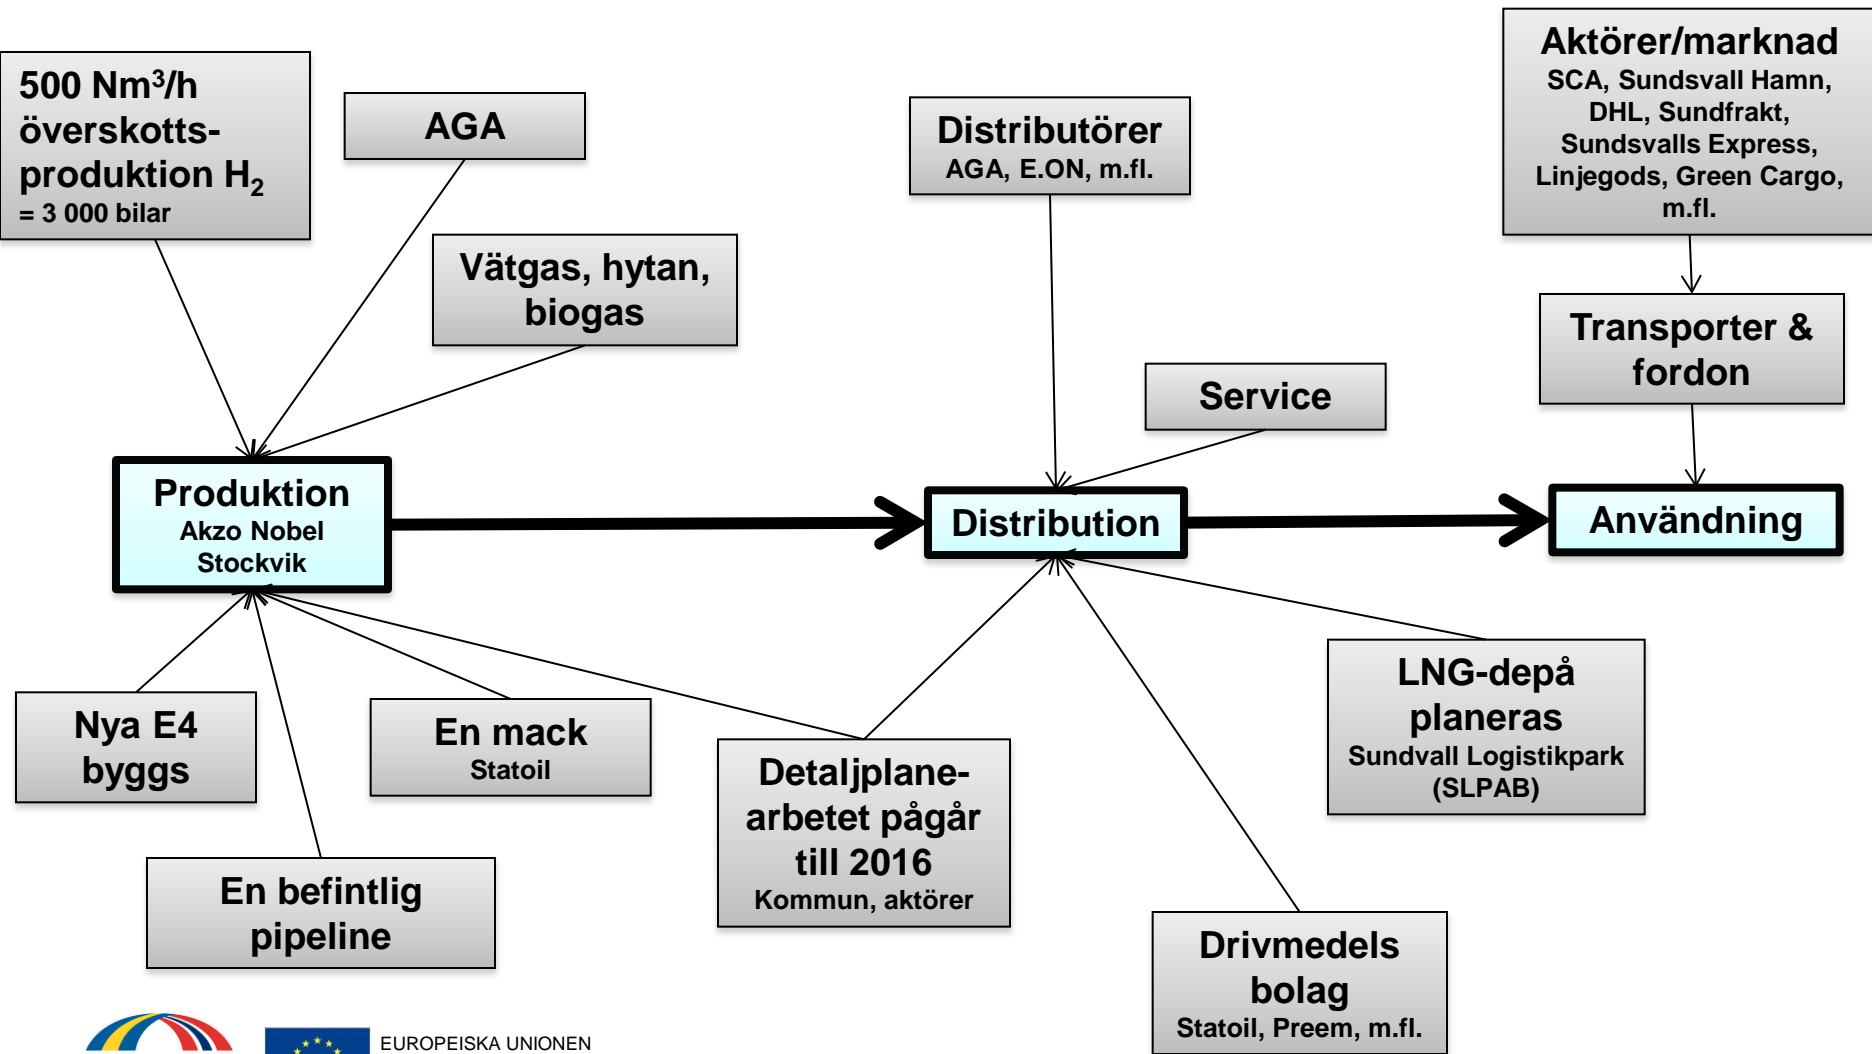 500 Nm³/h
överskotts-
produktion H₂
= 3 000 bilar
AGA
Vätgas, hytan,
biogas
Distributörer
AGA, E.ON, m.fl.
Service
Aktörer/marknad
SCA, Sundsvall Hamn,
DHL, Sundfrakt,
Sundsvalls Express,
Linjegods, Green Cargo,
m.fl.
Transporter &
fordon
Produktion
Akzo Nobel
Stockvik
Distribution
Användning
Nya E4
byggs
En mack
Statoil
En befintlig
pipeline
Detaljplane-
arbetet pågår
till 2016
Kommun, aktörer
LNG-depå
planeras
Sundvall Logistikpark
(SLPAB)
Drivmedels
bolag
Statoil, Preem, m.fl.
EUROPEISKA UNIONEN